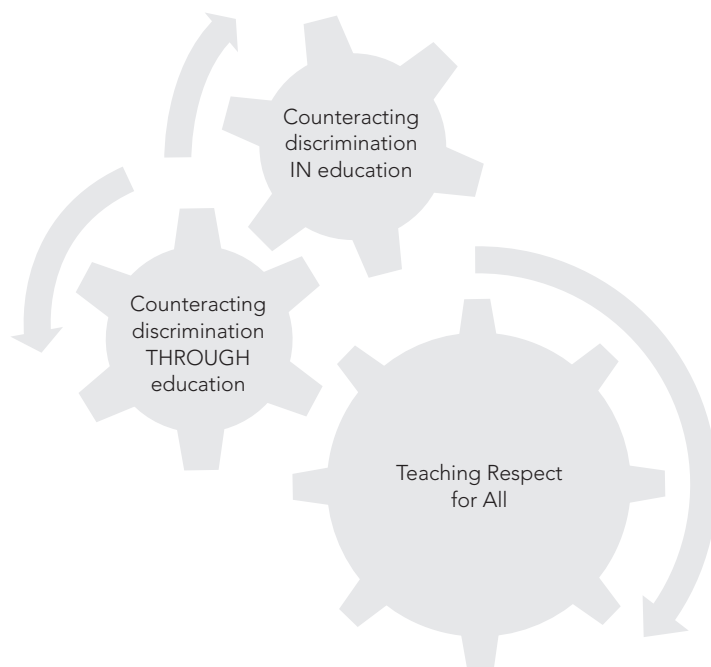 Counteracting
discrimination
IN education
Counteracting
discrimination
THROUGH
education
Teaching Respect
for All